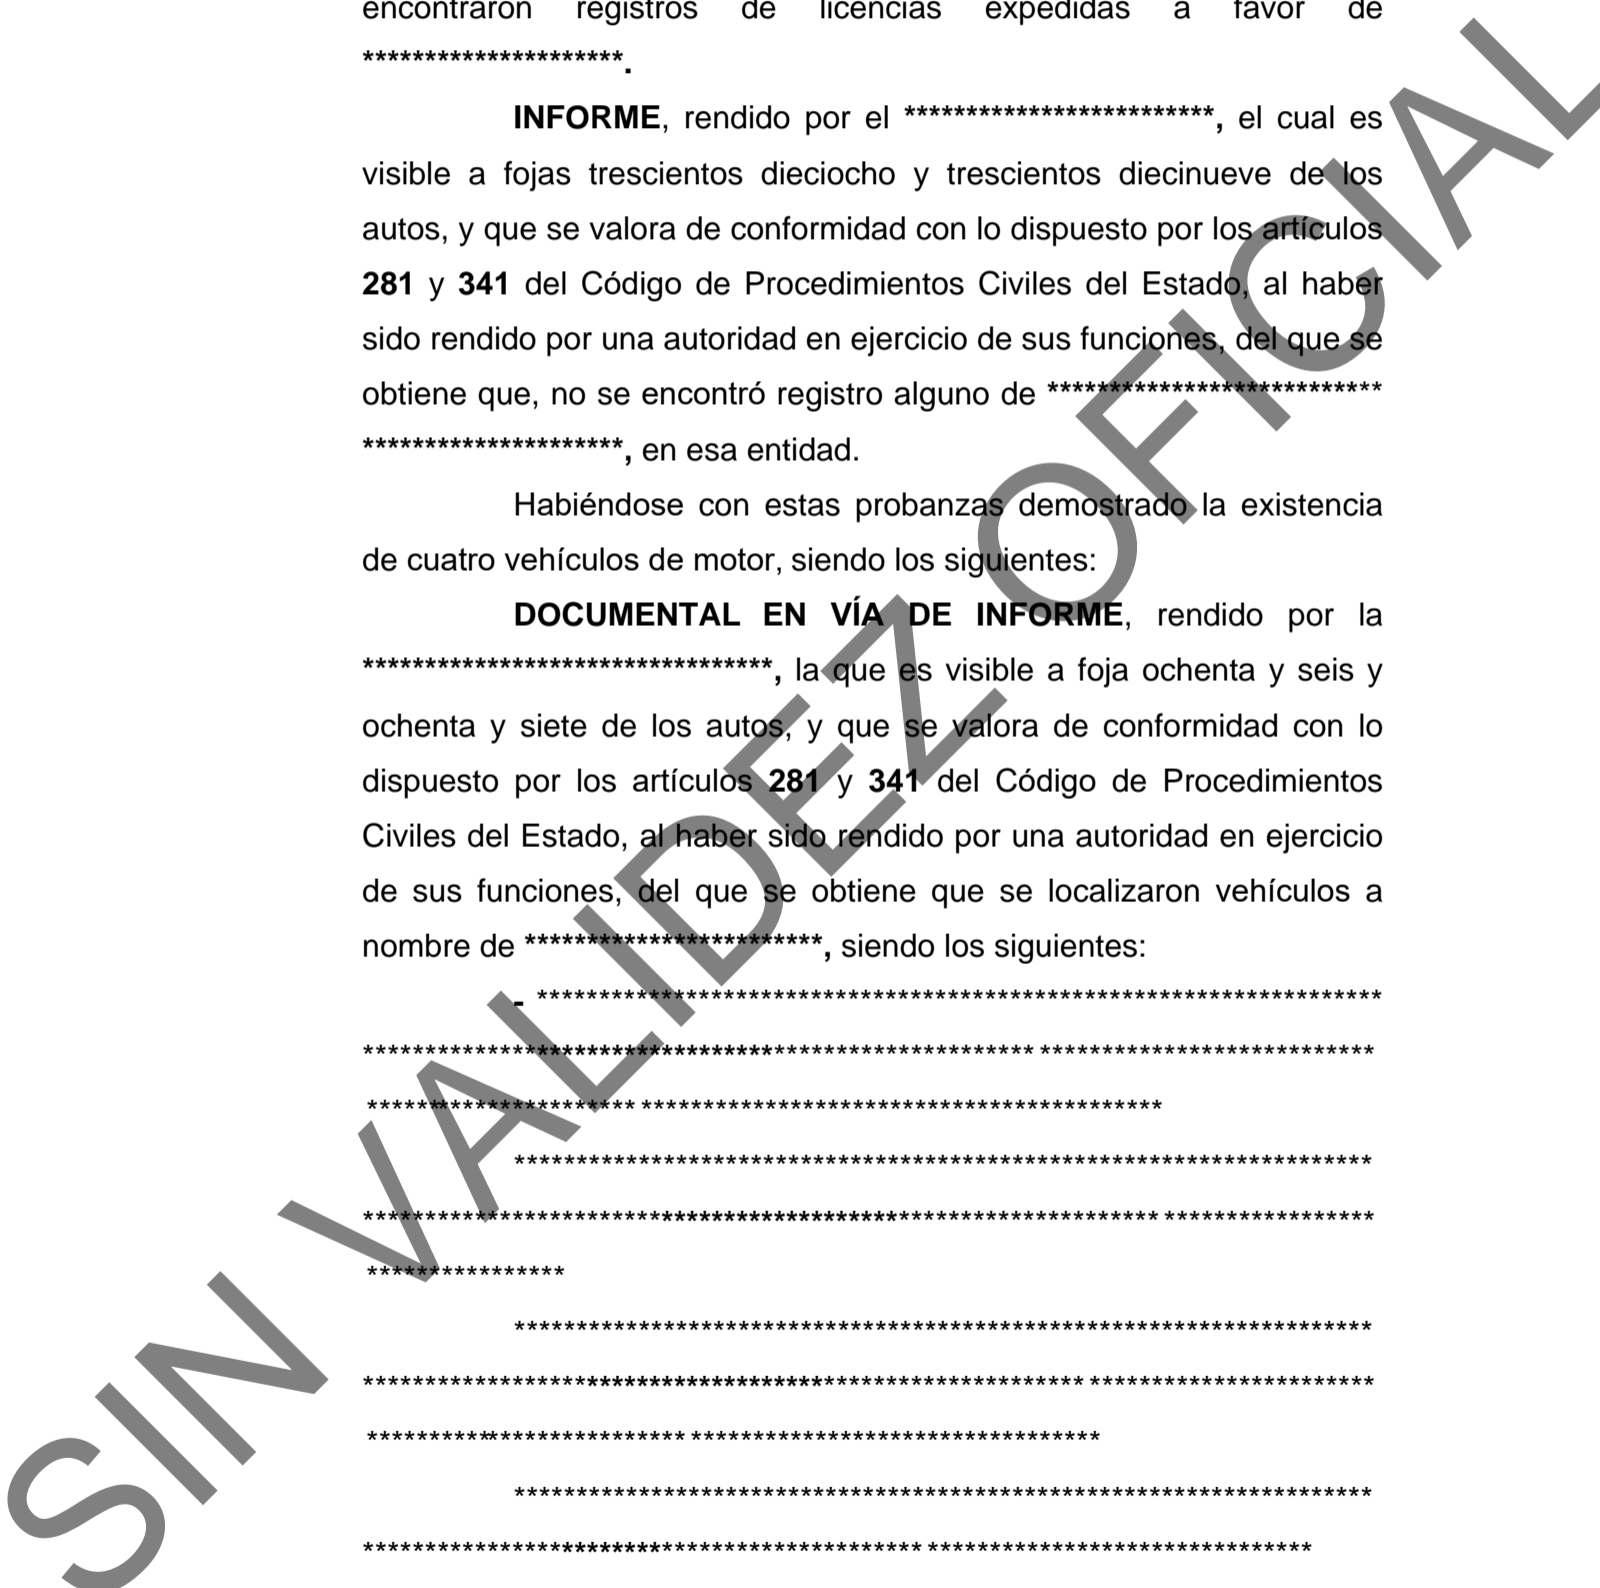 encontraron registros de licencias expedidas a favor de
*********************.
INFORME, rendido por el *************************, el cual es
visible a fojas trescientos dieciocho y trescientos diecinueve de los
autos, y que se valora de conformidad con lo dispuesto por los artículos
281 y 341 del Código de Procedimientos Civiles del Estado, al haber
sido rendido por una autoridad en ejercicio de sus funciones, del que se
obtiene que, no se encontró registro alguno de ***************************
*********************, en esa entidad.
Habiéndose con estas probanzas demostrado la existencia
de cuatro vehículos de motor, siendo los siguientes:
DOCUMENTAL EN VÍA DE INFORME, rendido por la
*********************************, la que es visible a foja ochenta y seis y
ochenta y siete de los autos, y que se valora de conformidad con lo
dispuesto por los artículos 281 y 341 del Código de Procedimientos
Civiles del Estado, al haber sido rendido por una autoridad en ejercicio
de sus funciones, del que se obtiene que se localizaron vehículos a
nombre de ************************, siendo los siguientes:
- ********************************************************************
****************************************************** ***************************
********************** ******************************************
*********************************************************************
**************************************************************** *****************
****************
*********************************************************************
********************************************************** ***********************
************************** *********************************
*********************************************************************
********************************************* *******************************
SIN VALIDEZ OFICIAL